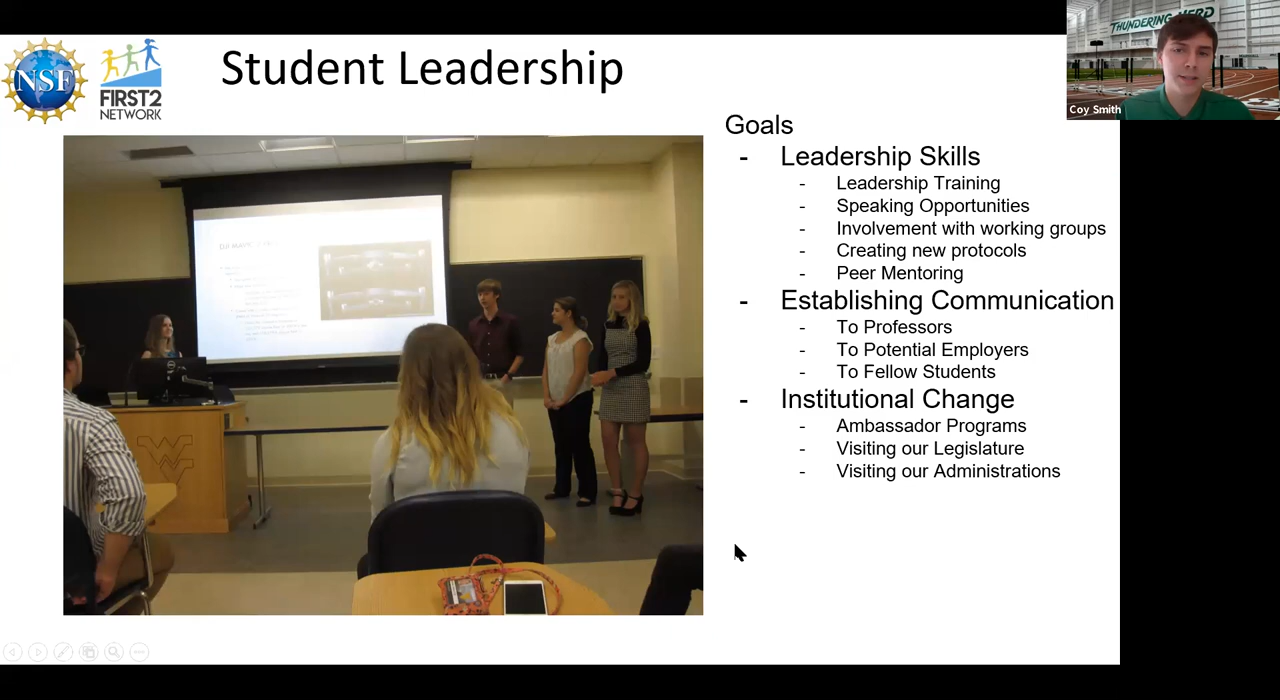 NSF
FIRST2
NETWORK
Student Leadership
THUNDERING HERD
Coy Smith
Goals
- Leadership Skills
- Leadership Training
- Speaking Opportunities
- Involvement with working groups
- Creating new protocols
- Peer Mentoring
- Establishing Communication
- To Professors
- To Potential Employers
- To Fellow Students
- Institutional Change
- Ambassador Programs
- Visiting our Legislature
- Visiting our Administrations